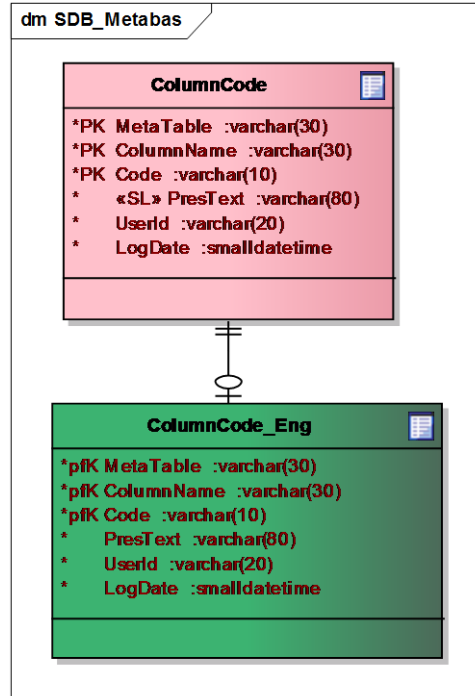 dm SDB_Metabas
ColumnCode
*PK MetaTable :varchar(30)
*PK ColumnName :varchar(30)
*PK Code :varchar(10)
* «SL» PresText :varchar(80)
* UserId :varchar(20)
* LogDate :smalldatetime
ColumnCode_Eng
*pfK MetaTable :varchar(30)
*pfK ColumnName :varchar(30)
*pfK Code :varchar(10)
* PresText :varchar(80)
* UserId :varchar(20)
* LogDate :smalldatetime